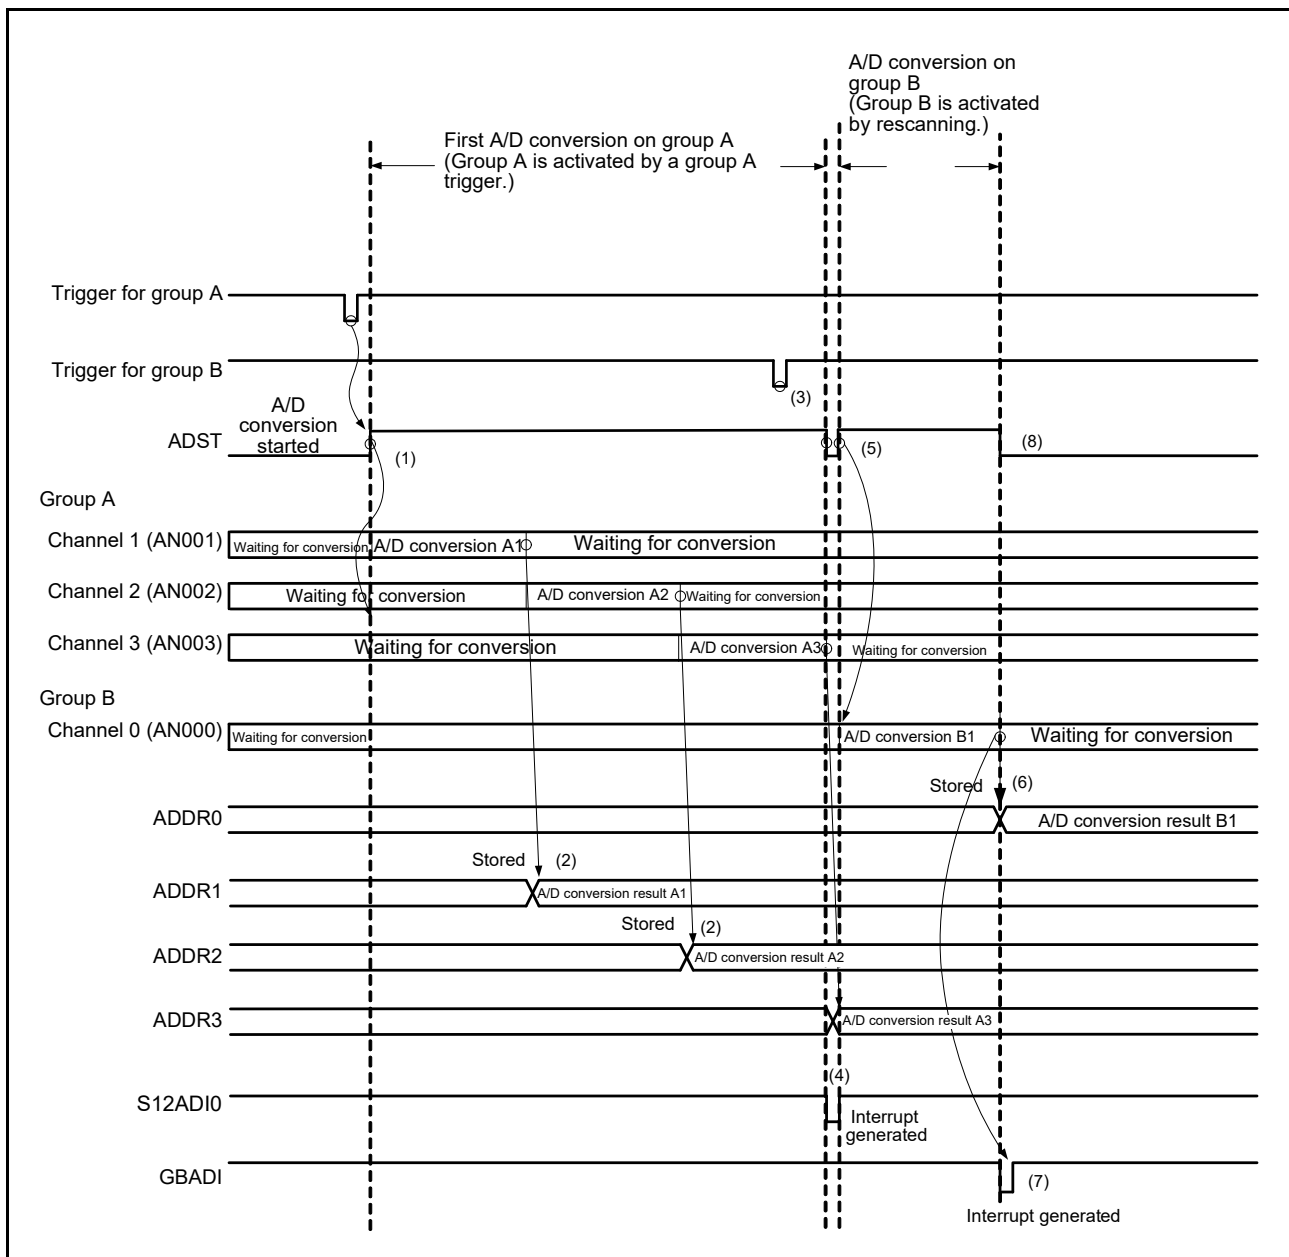 A/D conversion on
group B
(Group B is activated
by rescanning.)
First A/D conversion on group A
(Group A is activated by a group A
trigger.)
Trigger for group A
Trigger for group B
(3)
A/D
conversion
started
ADST
(1)
(5)
(8)
Group A
Channel 1 (AN001)
Waiting for conversion
A/D conversion A1
Waiting for conversion
Channel 2 (AN002)
Waiting for conversion
A/D conversion A2
Waiting for conversion
Channel 3 (AN003)
Waiting for conversion
A/D conversion A3
Waiting for conversion
Group B
Channel 0 (AN000)
Waiting for conversion
A/D conversion B1
Waiting for conversion
Stored
(6)
ADDR0
A/D conversion result B1
Stored
(2)
ADDR1
A/D conversion result A1
Stored
(2)
ADDR2
A/D conversion result A2
ADDR3
A/D conversion result A3
(4)
S12ADI0
Interrupt
generated
GBADI
(7)
Interrupt generated